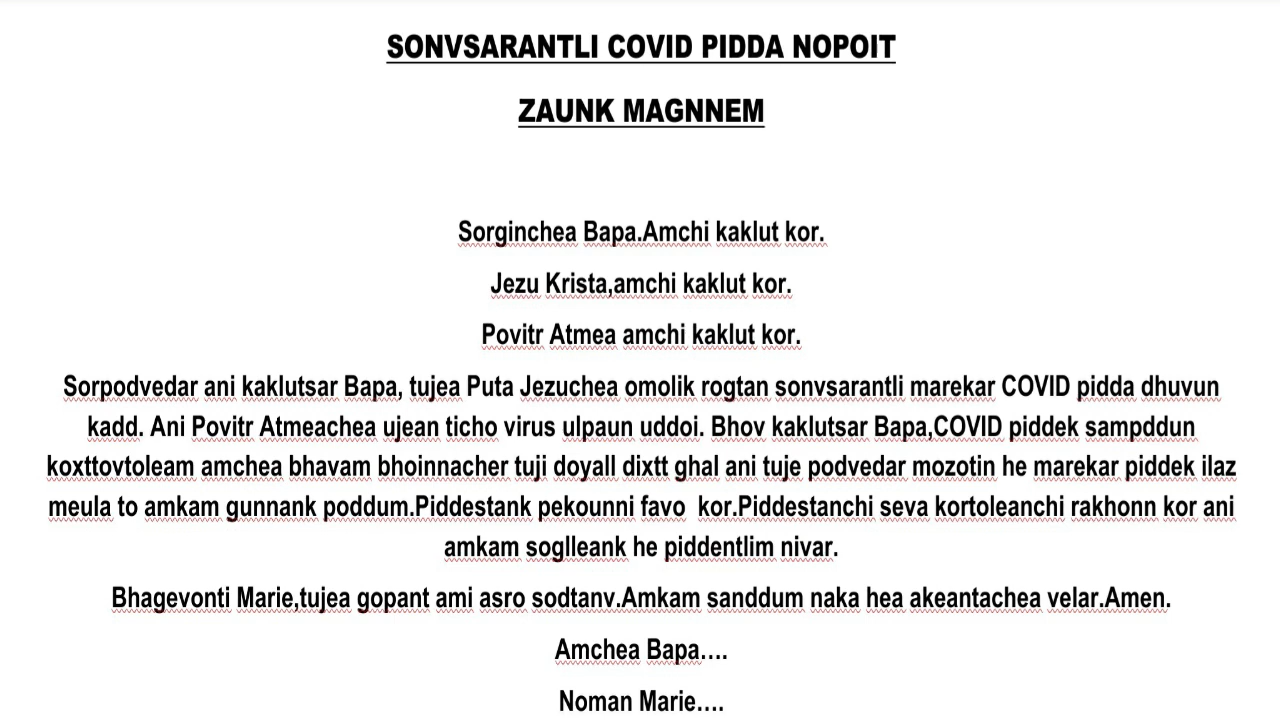 SONVSARANTLI COVID PIDDA NOPOIT
ZAUNK MAGNNEM
Sorginchea Bapa.Amchi kaklut kor.
Jezu Krista,amchi kaklut kor.
Povitr Atmea amchi kaklut kor.
Sorpodvedar ani kaklutsar Bapa, tujea Puta Jezuchea omolik rogtan sonvsarantli marekar COVID pidda dhuvun
kadd. Ani Povitr Atmeachea ujean ticho virus ulpaun uddoi. Bhov kaklutsar Bapa,COVID piddek sampddun
koxttovtoleam amchea bhavam bhoinnacher tuji doyall dixtt ghal ani tuje podvedar mozotin he marekar piddek ilaz
meula to amkam gunnank poddum.Piddestank pekounni favo  kor.Piddestanchi seva kortoleanchi rakhonn kor ani
amkam soglleank he piddentlim nivar.
Bhagevonti Marie,tujea gopant ami asro sodtanv.Amkam sanddum naka hea akeantachea velar.Amen.
Amchea Bapa….
Noman Marie….